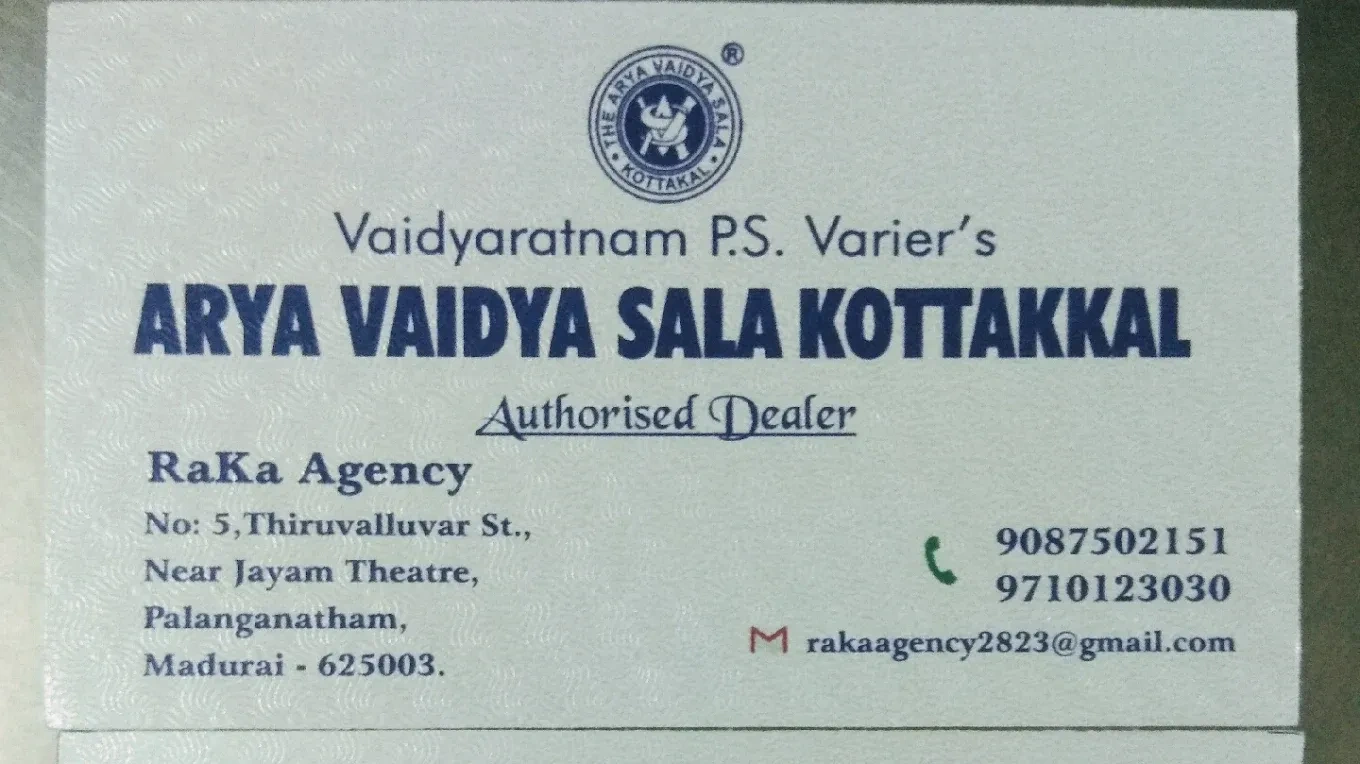 ®
THE ARYA VAIDYA SALA
• KOTTAKAL •
Vaidyaratnam P.S. Varier's
ARYA VAIDYA SALA KOTTAKKAL
Authorised Dealer
RaKa Agency
No: 5,Thiruvalluvar St.,
Near Jayam Theatre,
Palanganatham,
Madurai - 625003.
9087502151
9710123030
rakaagency2823@gmail.com